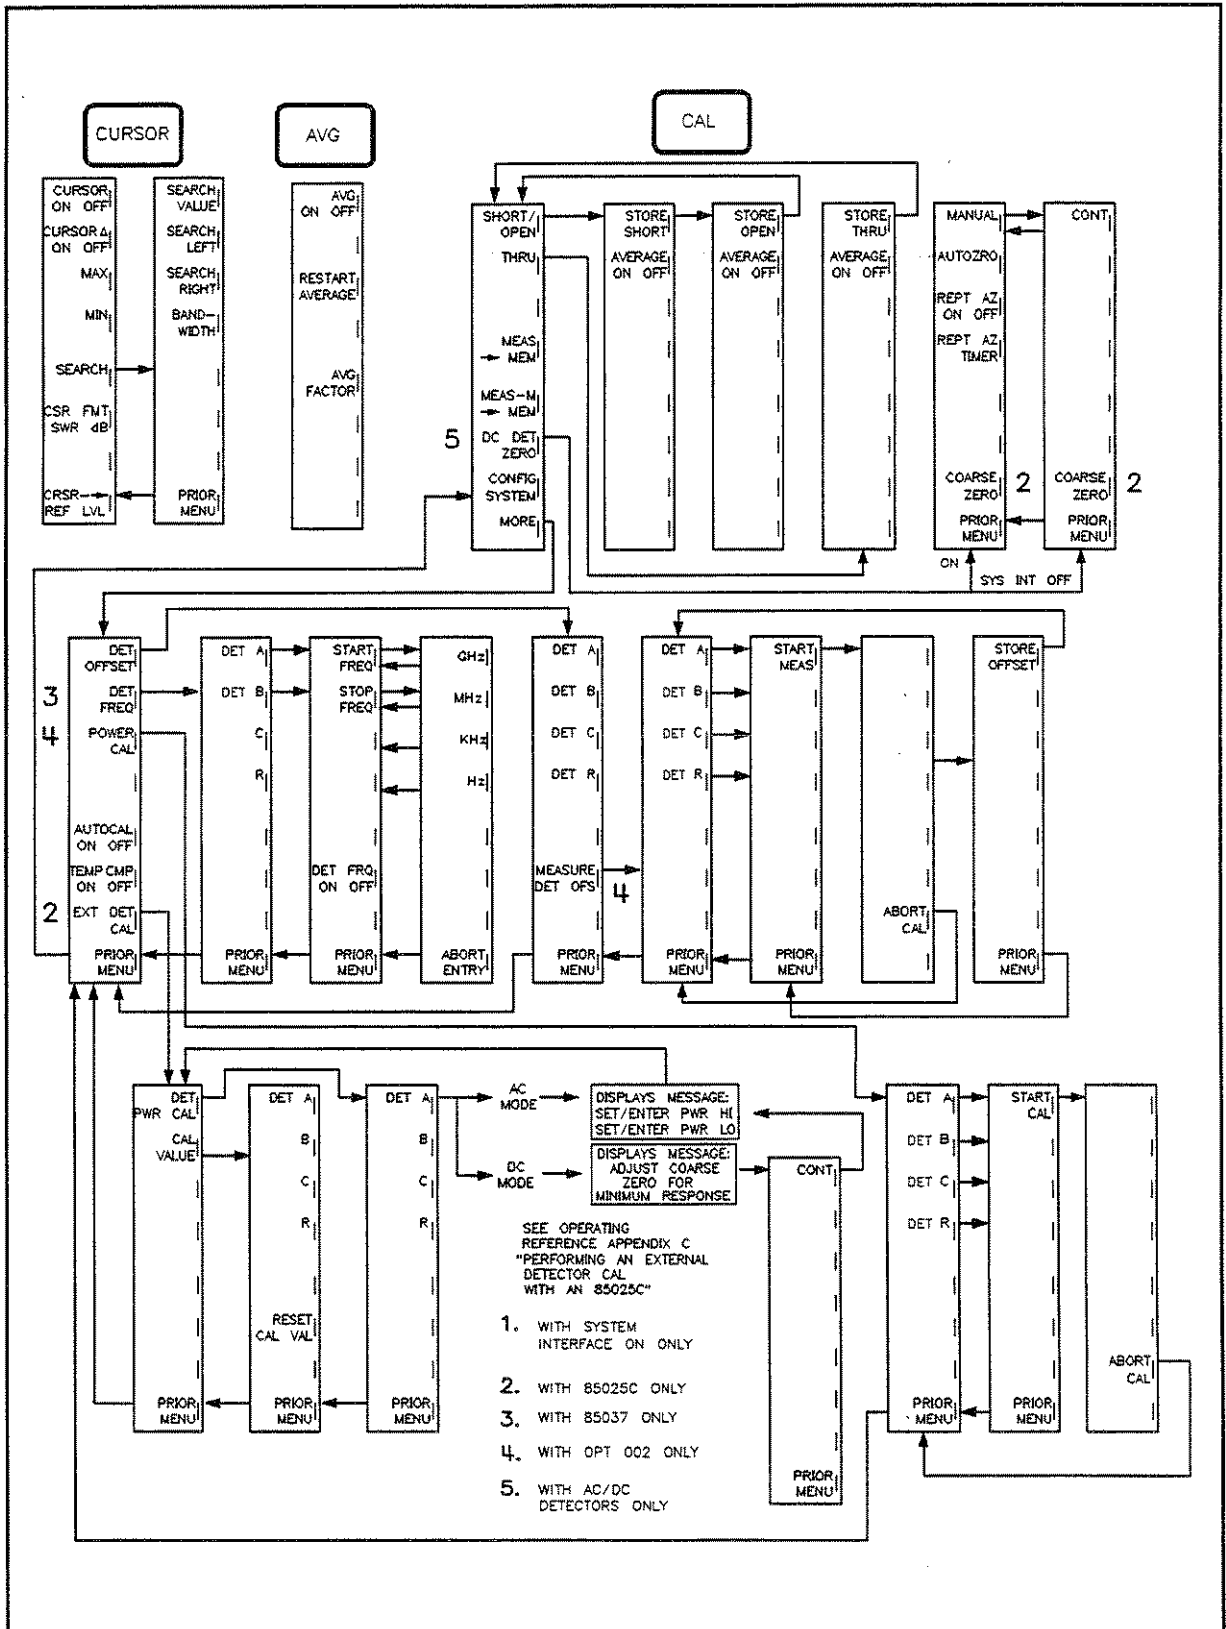 CURSOR
AVG
CAL
CURSOR
ON OFF
CURSOR Δ
ON OFF
MAX
MIN
SEARCH
CSR FMT
SWR dB
CRSR→
REF LVL
SEARCH
VALUE
SEARCH
LEFT
SEARCH
RIGHT
BAND-
WIDTH
PRIOR
MENU
AVG
ON OFF
RESTART
AVERAGE
AVG
FACTOR
SHORT/
OPEN
THRU
MEAS
→ MEM
MEAS-M
→ MEM
5
DC DET
ZERO
CONFIG
SYSTEM
MORE
STORE
SHORT
AVERAGE
ON OFF
STORE
OPEN
AVERAGE
ON OFF
STORE
THRU
AVERAGE
ON OFF
MANUAL
AUTOZRO
REPT AZ
ON OFF
REPT AZ
TIMER
COARSE
ZERO
2
PRIOR
MENU
CONT
COARSE
ZERO
2
PRIOR
MENU
ON
SYS INT OFF
DET
OFFSET
3
DET
FREQ
4
POWER
CAL
AUTOCAL
ON OFF
TEMP CMP
ON OFF
2
EXT DET
CAL
PRIOR
MENU
DET A
DET B
C
R
PRIOR
MENU
START
FREQ
STOP
FREQ
DET FRQ
ON OFF
PRIOR
MENU
GHz
MHz
KHz
Hz
ABORT
ENTRY
DET A
DET B
DET C
DET R
MEASURE
DET OFS
4
PRIOR
MENU
DET A
DET B
DET C
DET R
PRIOR
MENU
START
MEAS
PRIOR
MENU
ABORT
CAL
STORE
OFFSET
PRIOR
MENU
DET
PWR CAL
CAL
VALUE
PRIOR
MENU
DET A
B
C
R
RESET
CAL VAL
PRIOR
MENU
DET A
B
C
R
PRIOR
MENU
AC
MODE
DISPLAYS MESSAGE:
SET/ENTER PWR HI
SET/ENTER PWR LO
DC
MODE
DISPLAYS MESSAGE:
ADJUST COARSE
ZERO FOR
MINIMUM RESPONSE
CONT
PRIOR
MENU
DET A
DET B
DET C
DET R
PRIOR
MENU
START
CAL
PRIOR
MENU
ABORT
CAL
SEE OPERATING
REFERENCE APPENDIX C
"PERFORMING AN EXTERNAL
DETECTOR CAL
WITH AN 85025C"
1. WITH SYSTEM
INTERFACE ON ONLY
2. WITH 85025C ONLY
3. WITH 85037 ONLY
4. WITH OPT 002 ONLY
5. WITH AC/DC
DETECTORS ONLY